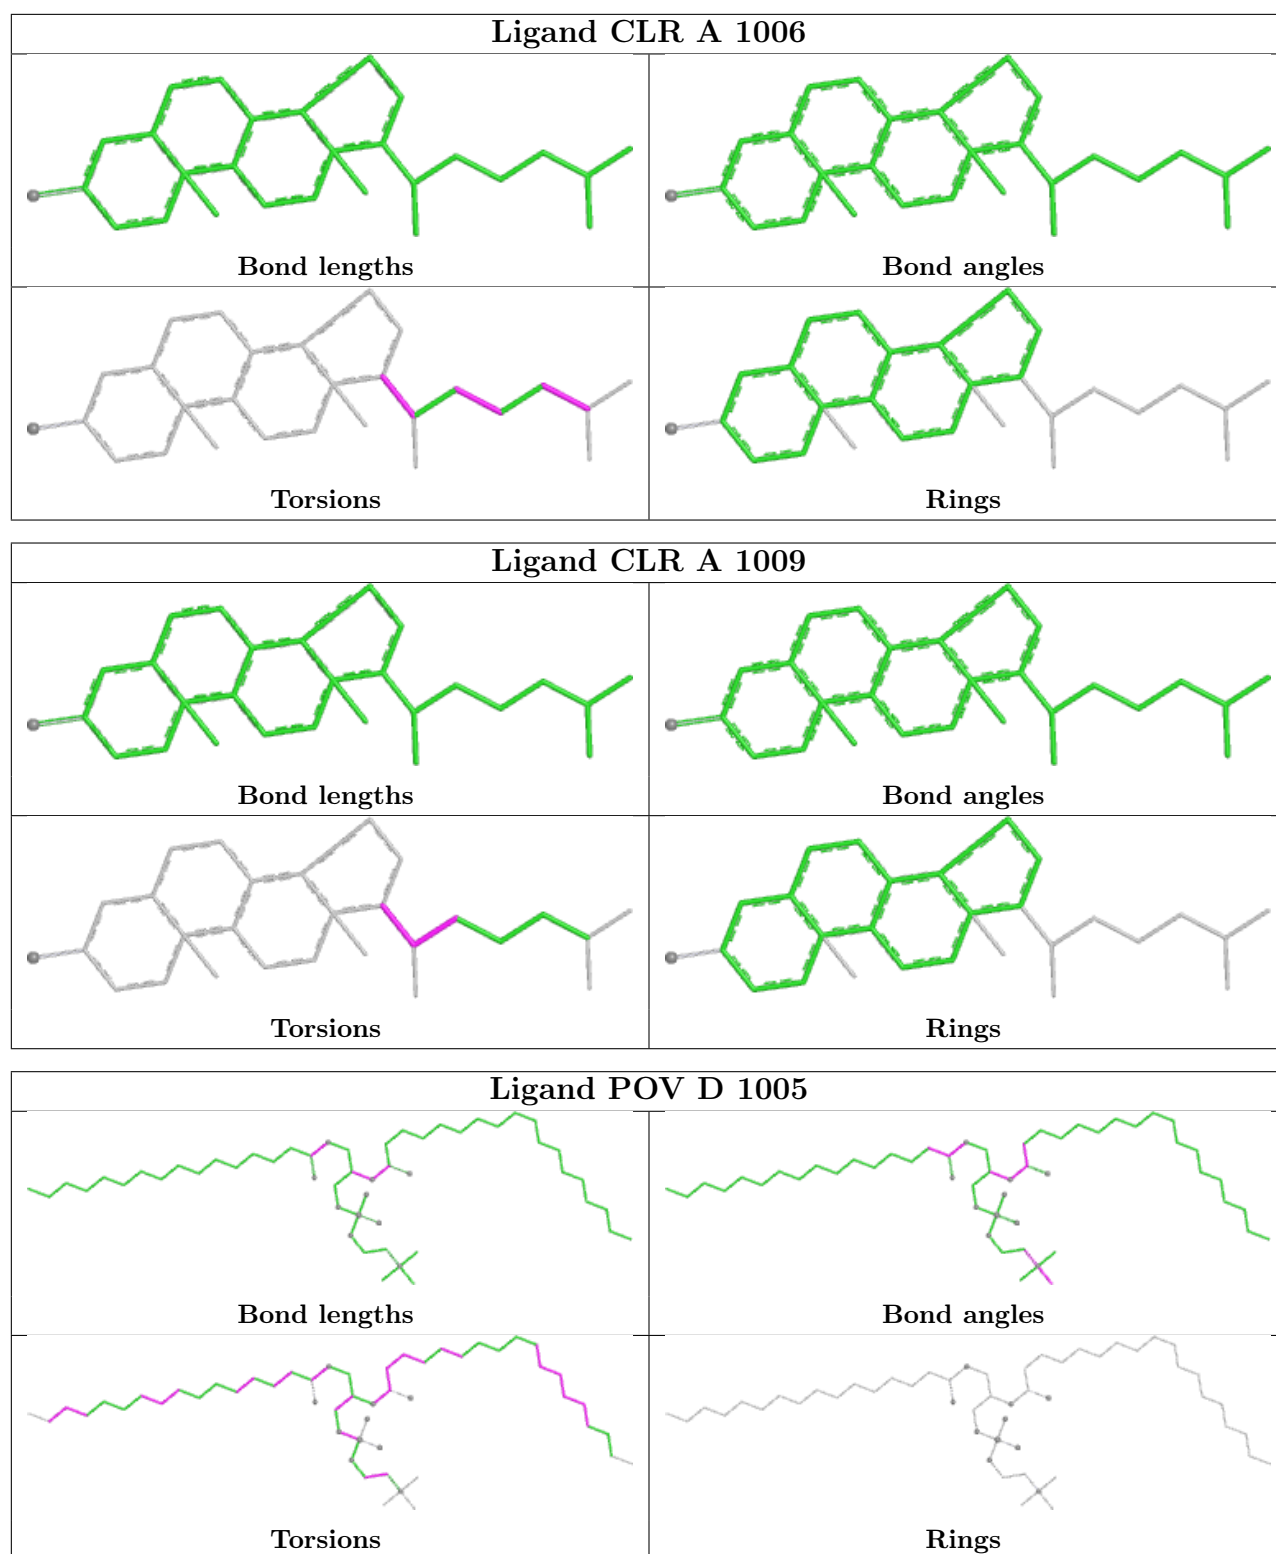 Ligand CLR A 1006
Bond lengths
Bond angles
Torsions
Rings
Ligand CLR A 1009
Bond lengths
Bond angles
Torsions
Rings
Ligand POV D 1005
Bond lengths
Bond angles
Torsions
Rings